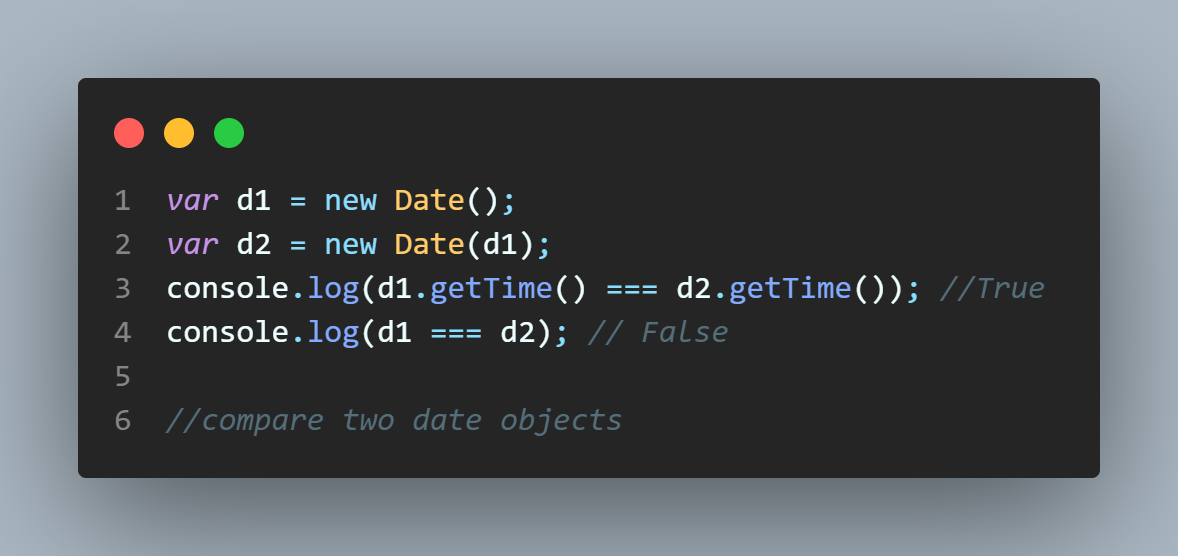 1 var d1 = new Date();
2 var d2 = new Date(d1);
3 console.log(d1.getTime() === d2.getTime()); //True
4 console.log(d1 === d2); // False
5
6 //compare two date objects